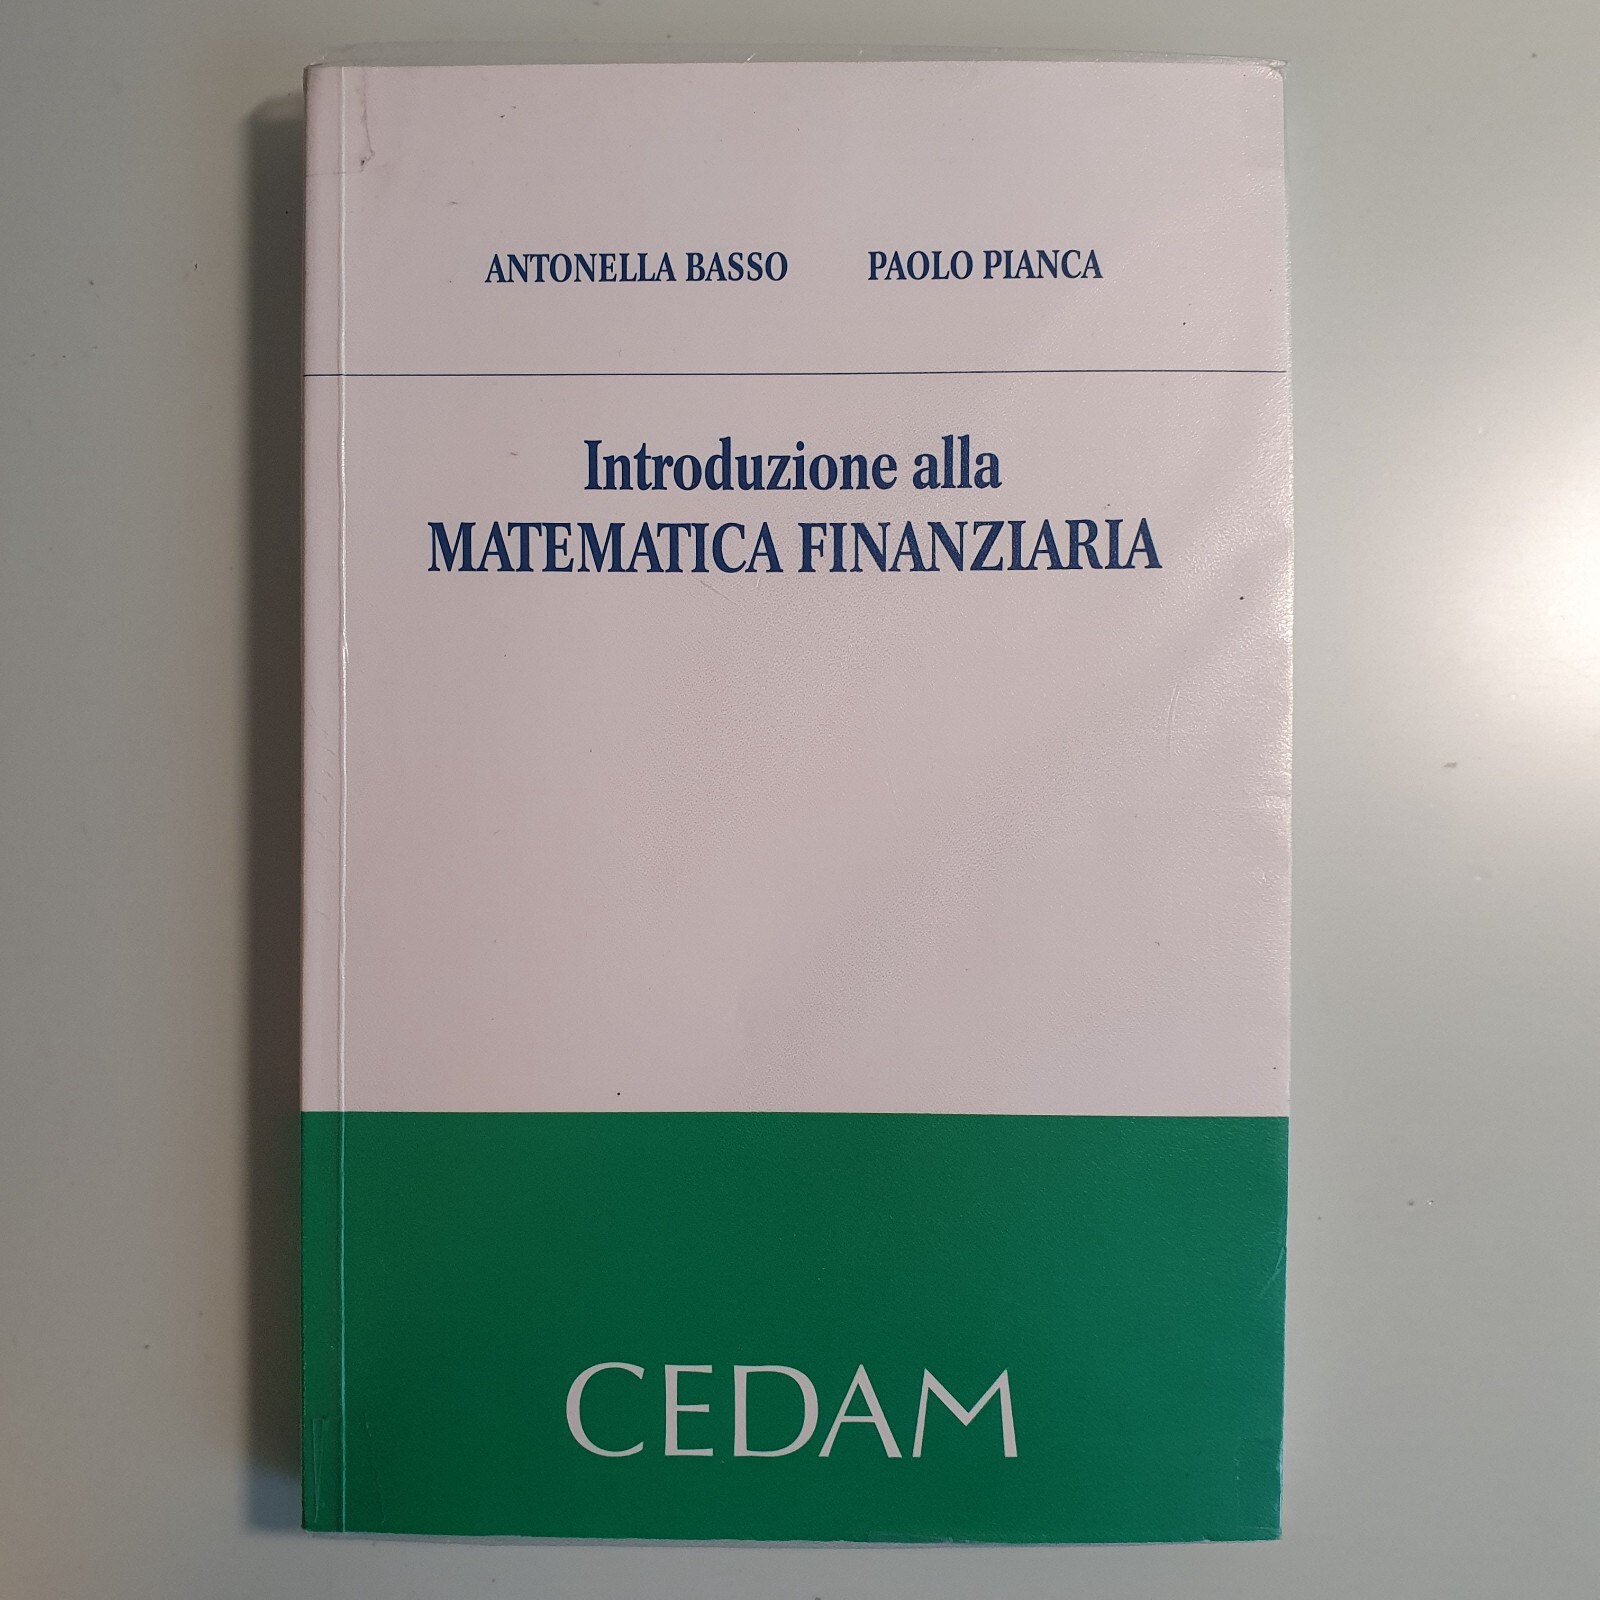 ANTONELLA BASSO PAOLO PIANCA
Introduzione alla
MATEMATICA FINANZIARIA
CEDAM